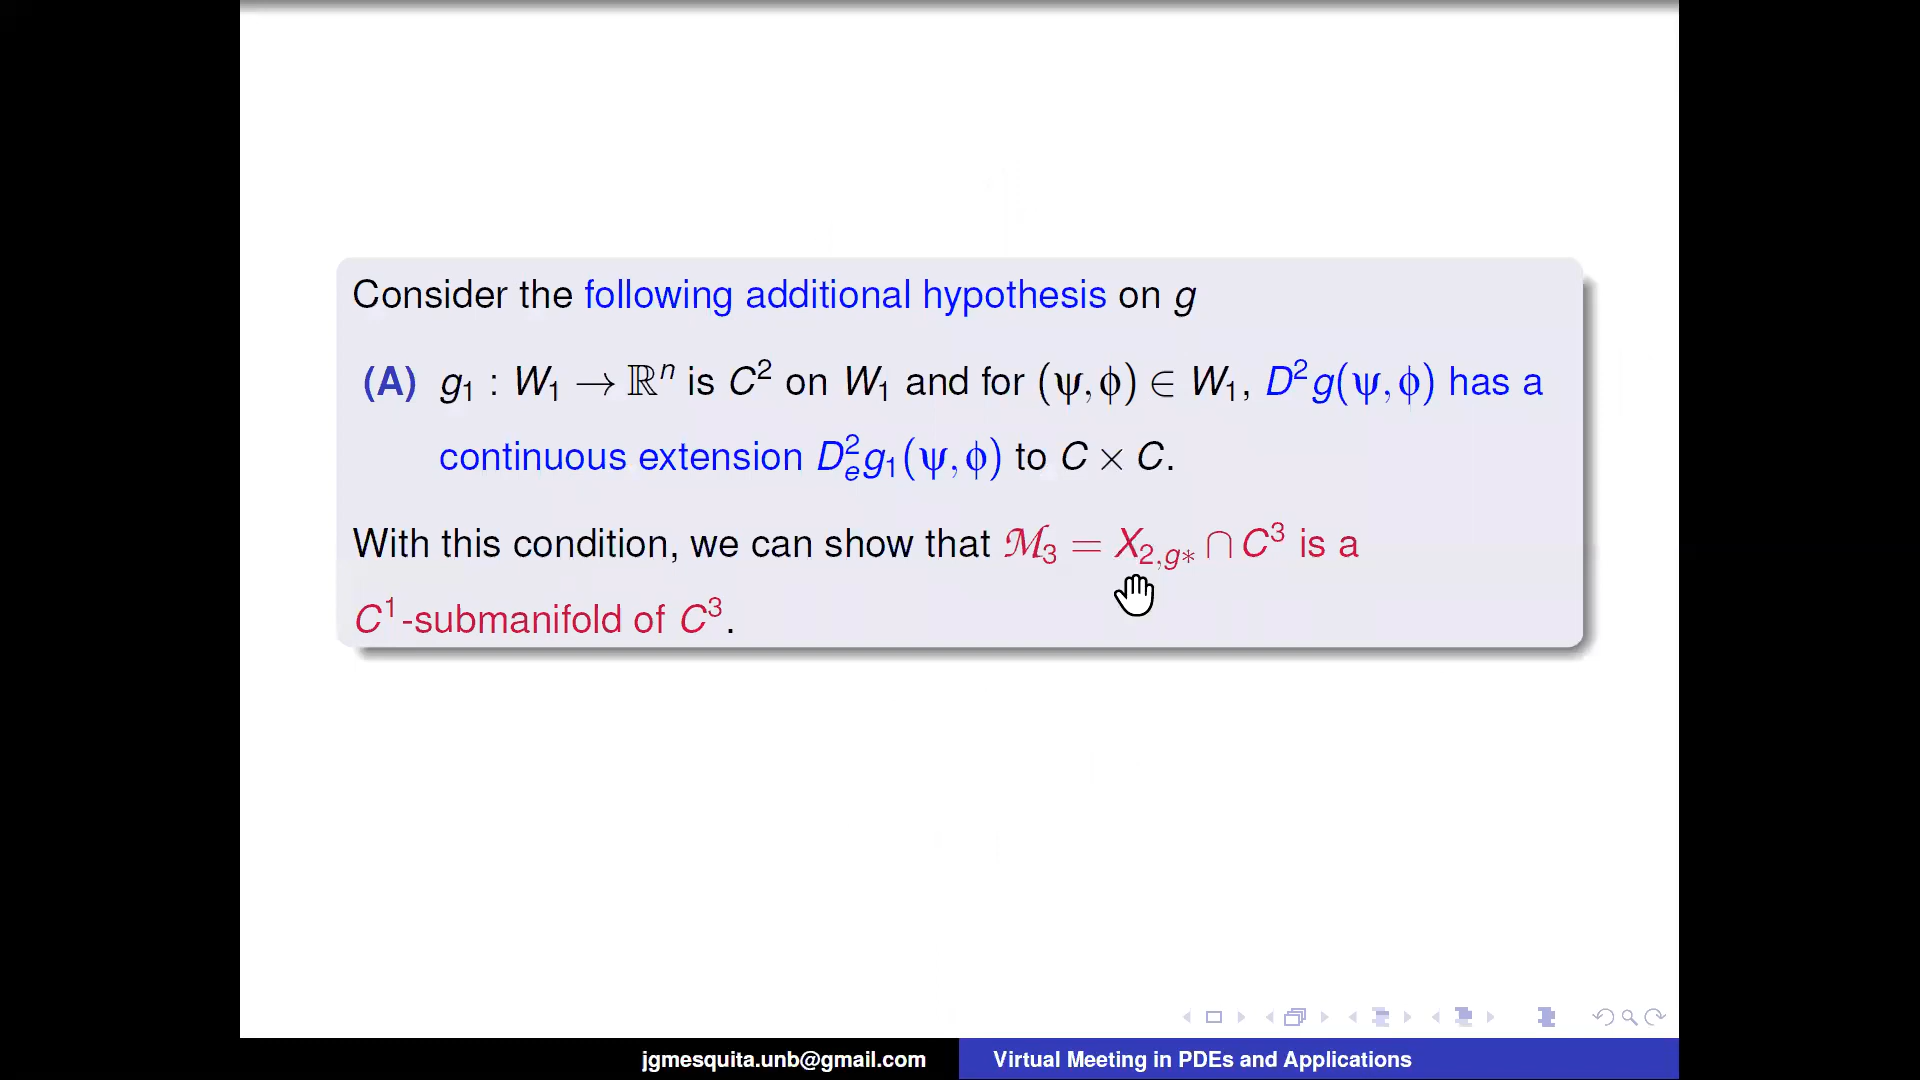 Consider the following additional hypothesis on g
(A) g₁ : W₁ → ℝⁿ is C² on W₁ and for (ψ, ϕ) ∈ W₁, D²g(ψ, ϕ) has a
continuous extension D²ₑg₁(ψ, ϕ) to C × C.
With this condition, we can show that ℳ₃ = X_{2,g*} ∩ C³ is a
C¹-submanifold of C³.
jgmesquita.unb@gmail.com Virtual Meeting in PDEs and Applications